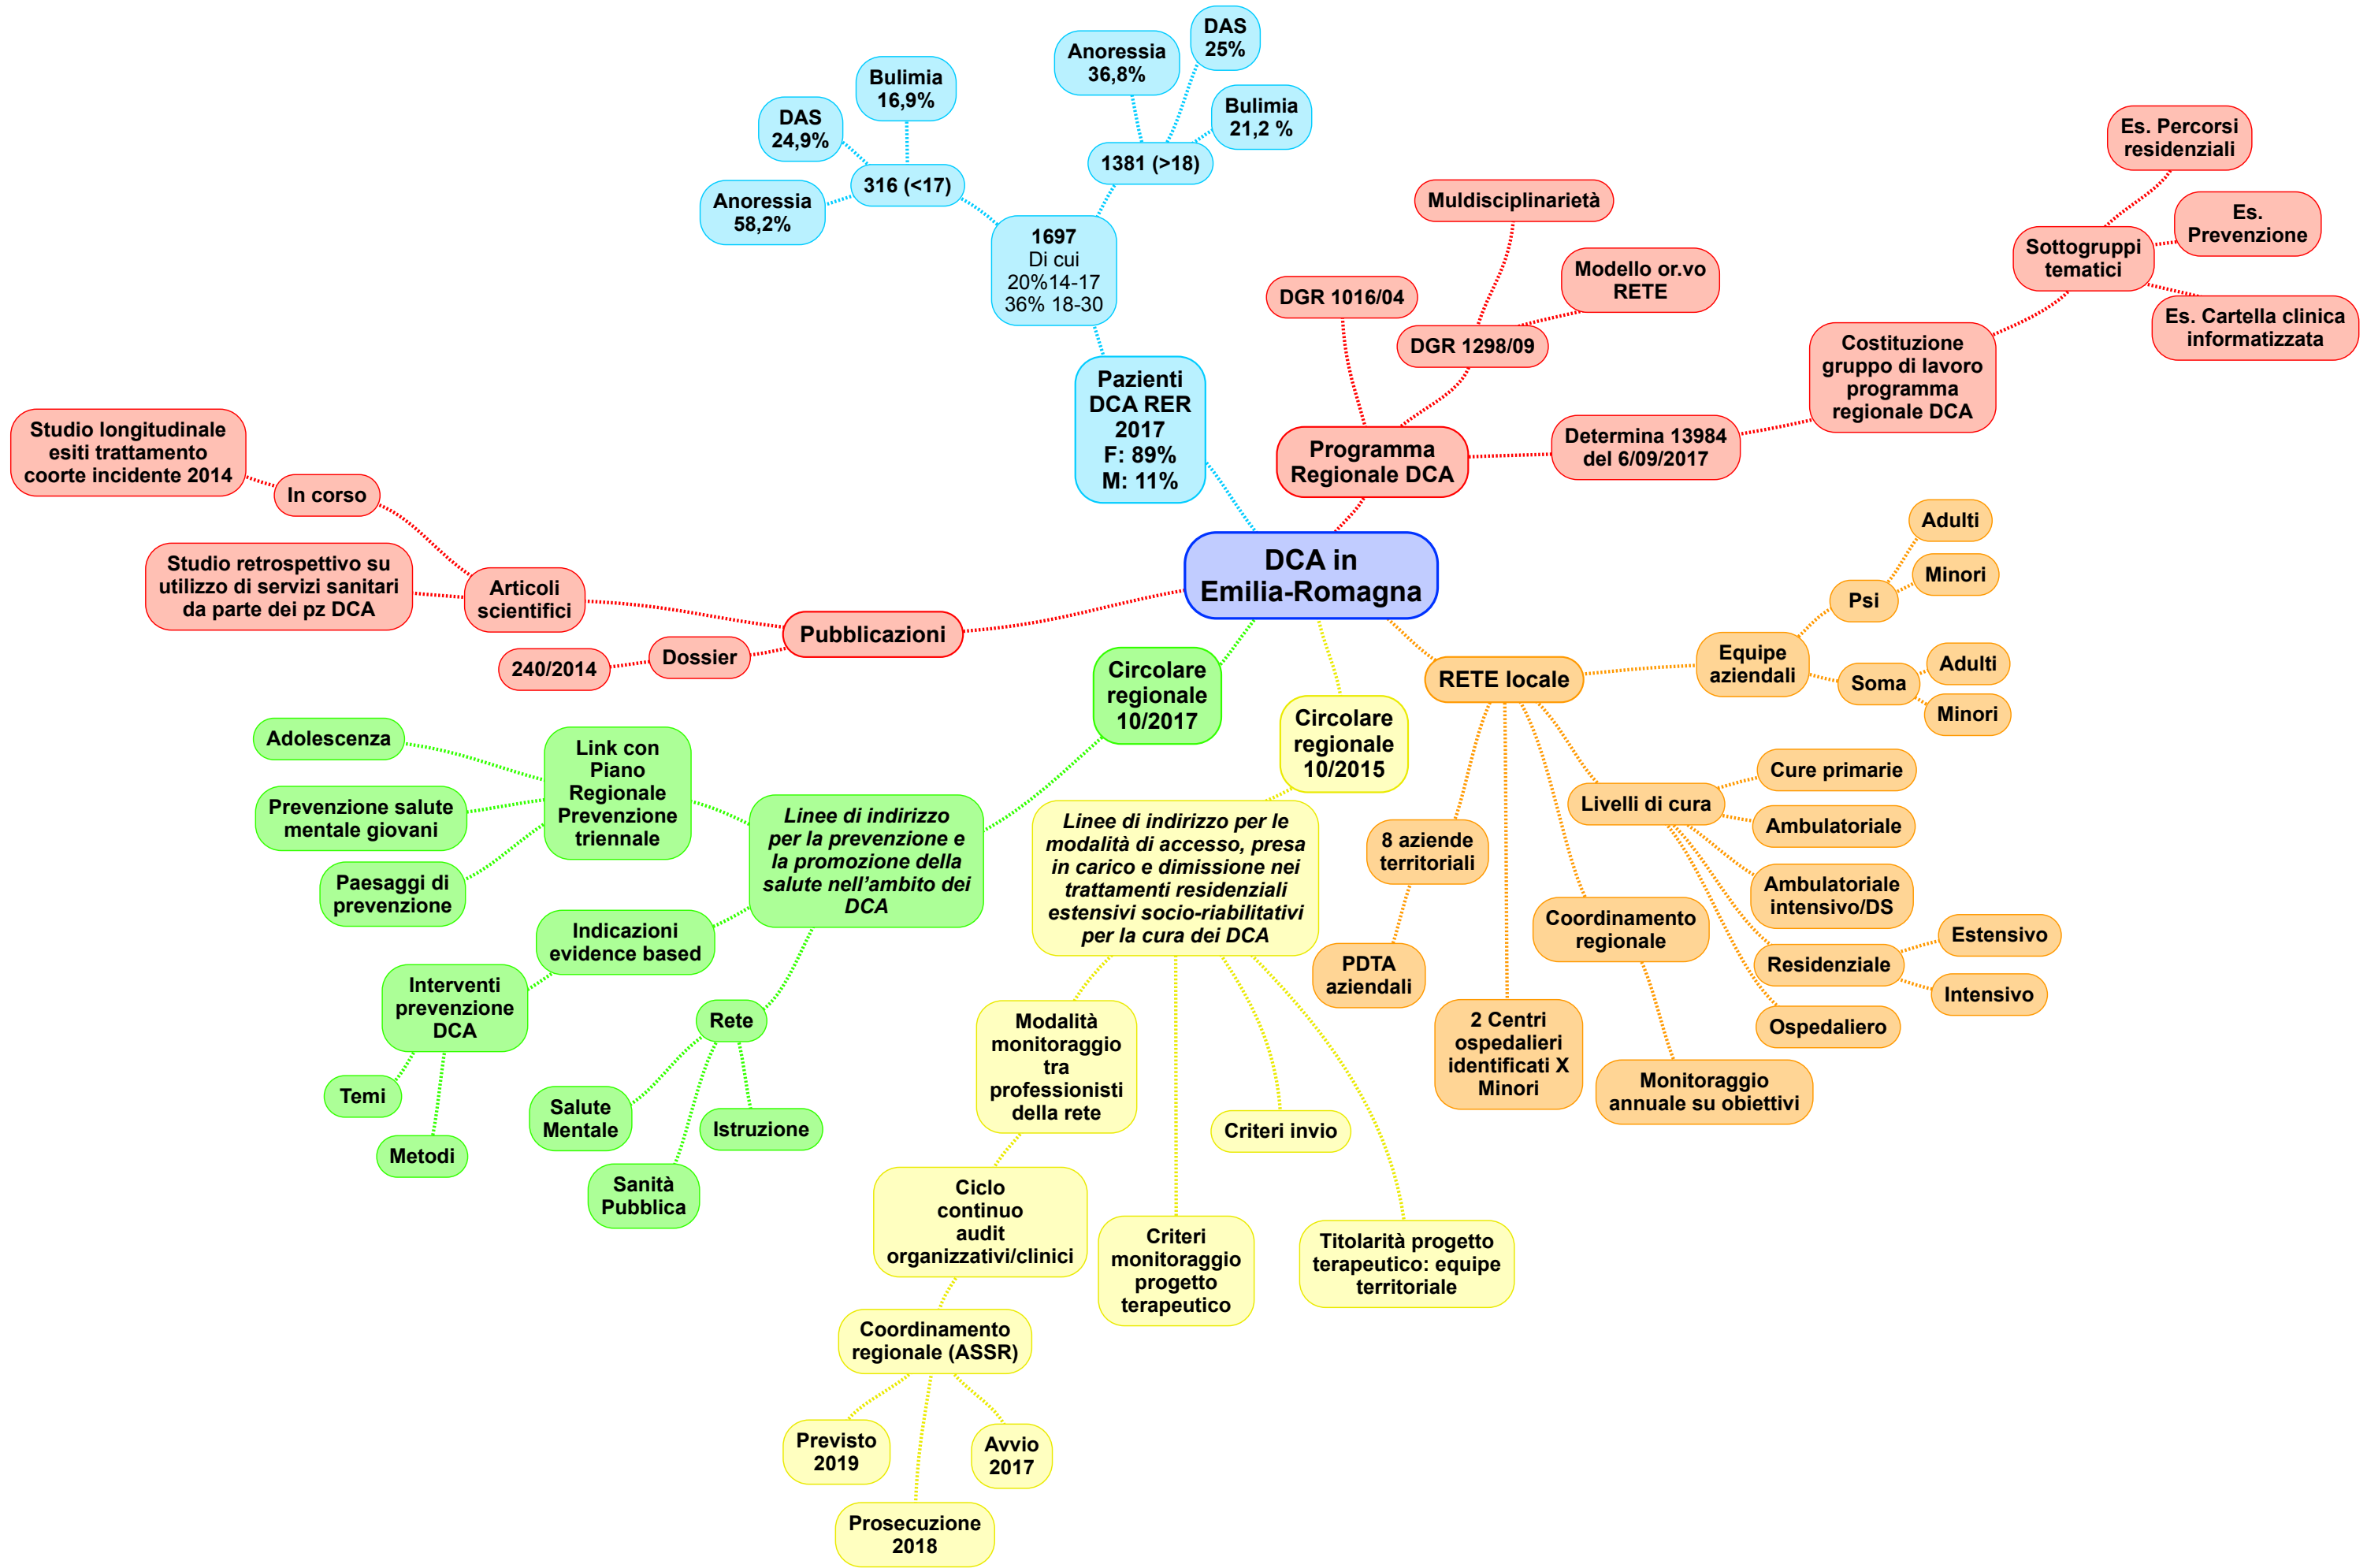 DCA in
Emilia-Romagna
Pazienti
DCA RER
2017
F: 89%
M: 11%
1697
Di cui
20%14-17
36% 18-30
316 (<17)
Anoressia
58,2%
DAS
24,9%
Bulimia
16,9%
1381 (>18)
Anoressia
36,8%
DAS
25%
Bulimia
21,2 %
Programma
Regionale DCA
DGR 1016/04
DGR 1298/09
Muldisciplinarietà
Modello or.vo
RETE
Determina 13984
del 6/09/2017
Costituzione
gruppo di lavoro
programma
regionale DCA
Sottogruppi
tematici
Es. Percorsi
residenziali
Es.
Prevenzione
Es. Cartella clinica
informatizzata
RETE locale
Equipe
aziendali
Psi
Adulti
Minori
Soma
Adulti
Minori
Livelli di cura
Cure primarie
Ambulatoriale
Ambulatoriale
intensivo/DS
Residenziale
Estensivo
Intensivo
Ospedaliero
Coordinamento
regionale
Monitoraggio
annuale su obiettivi
2 Centri
ospedalieri
identificati X
Minori
8 aziende
territoriali
PDTA
aziendali
Circolare
regionale
10/2015
Linee di indirizzo per le
modalità di accesso, presa
in carico e dimissione nei
trattamenti residenziali
estensivi socio-riabilitativi
per la cura dei DCA
Titolarità progetto
terapeutico: equipe
territoriale
Criteri invio
Criteri
monitoraggio
progetto
terapeutico
Modalità
monitoraggio
tra
professionisti
della rete
Ciclo
continuo
audit
organizzativi/clinici
Coordinamento
regionale (ASSR)
Avvio
2017
Prosecuzione
2018
Previsto
2019
Circolare
regionale
10/2017
Linee di indirizzo
per la prevenzione e
la promozione della
salute nell’ambito dei
DCA
Link con
Piano
Regionale
Prevenzione
triennale
Adolescenza
Prevenzione salute
mentale giovani
Paesaggi di
prevenzione
Indicazioni
evidence based
Interventi
prevenzione
DCA
Temi
Metodi
Rete
Salute
Mentale
Sanità
Pubblica
Istruzione
Pubblicazioni
Articoli
scientifici
In corso
Studio longitudinale
esiti trattamento
coorte incidente 2014
Studio retrospettivo su
utilizzo di servizi sanitari
da parte dei pz DCA
Dossier
240/2014